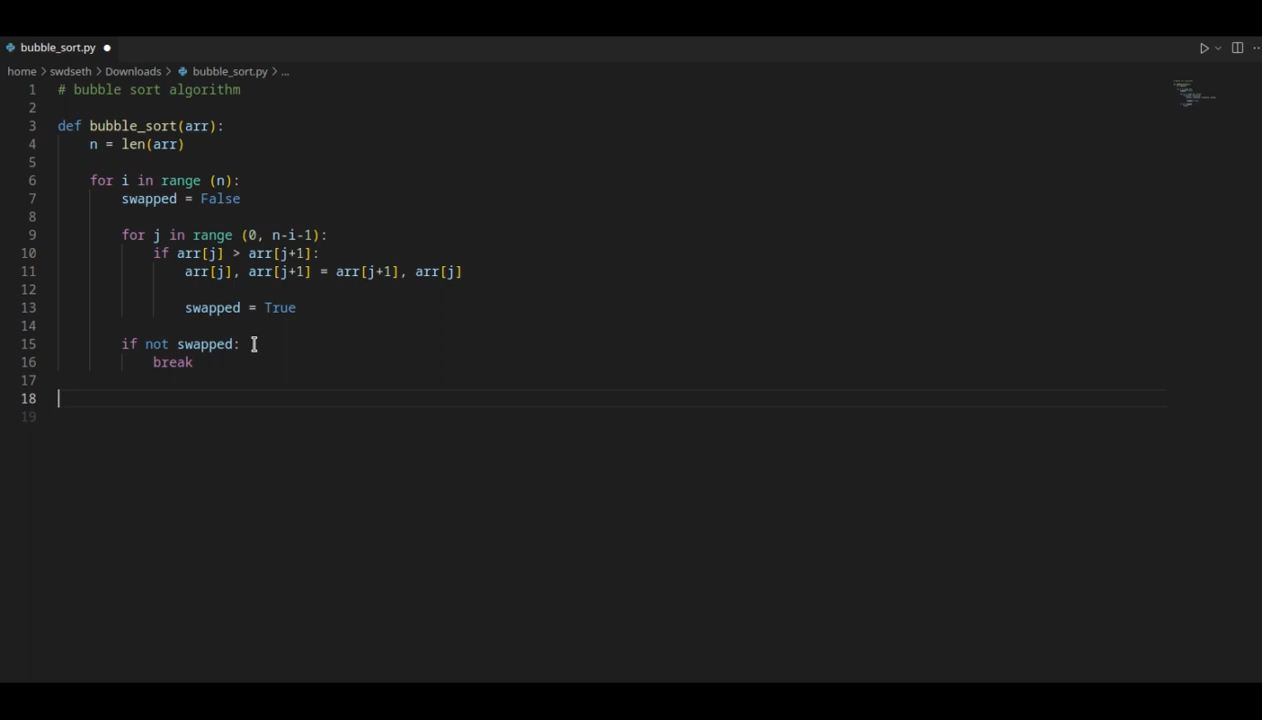 bubble_sort.py
home > swdseth > Downloads > bubble_sort.py > ...
1 # bubble sort algorithm
2
3 def bubble_sort(arr):
4     n = len(arr)
5
6     for i in range (n):
7         swapped = False
8
9         for j in range (0, n-i-1):
10             if arr[j] > arr[j+1]:
11                 arr[j], arr[j+1] = arr[j+1], arr[j]
12
13                 swapped = True
14
15         if not swapped:
16             break
17
18
19